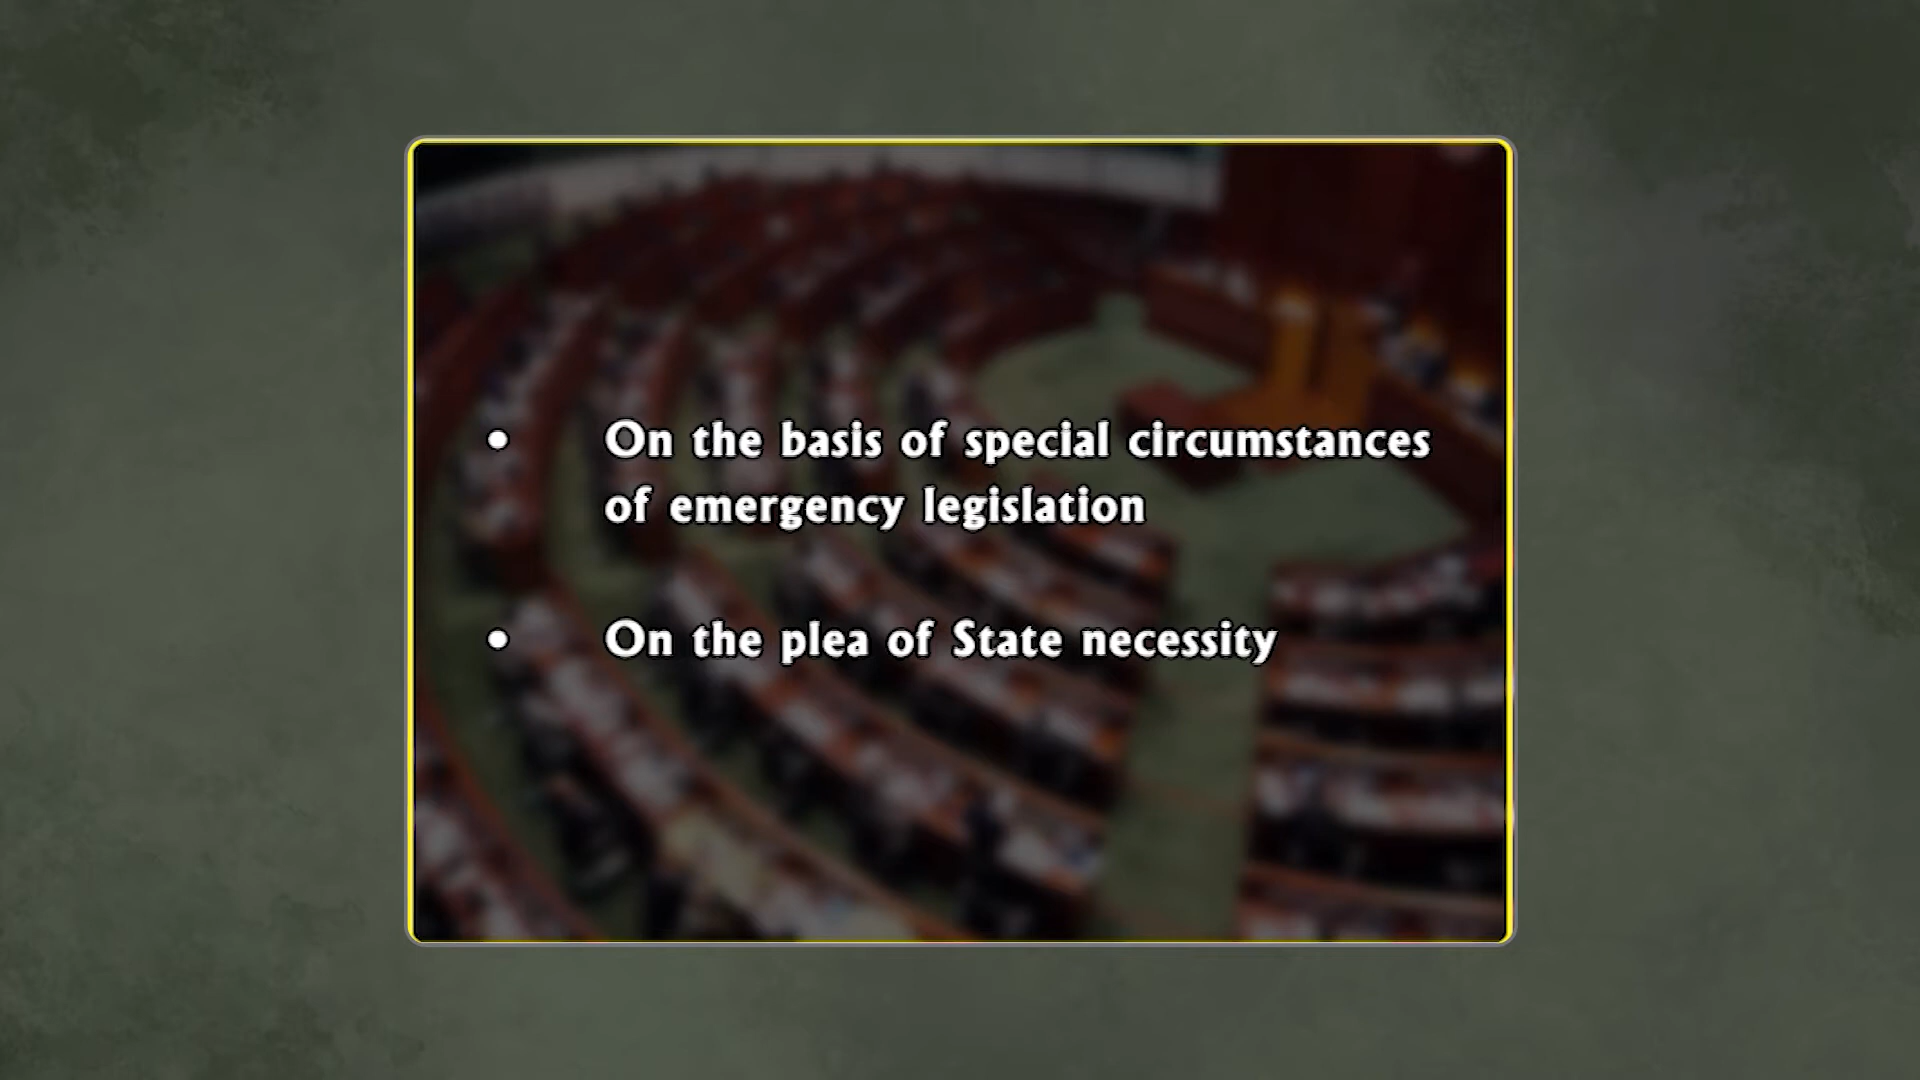 • On the basis of special circumstances
of emergency legislation
• On the plea of State necessity